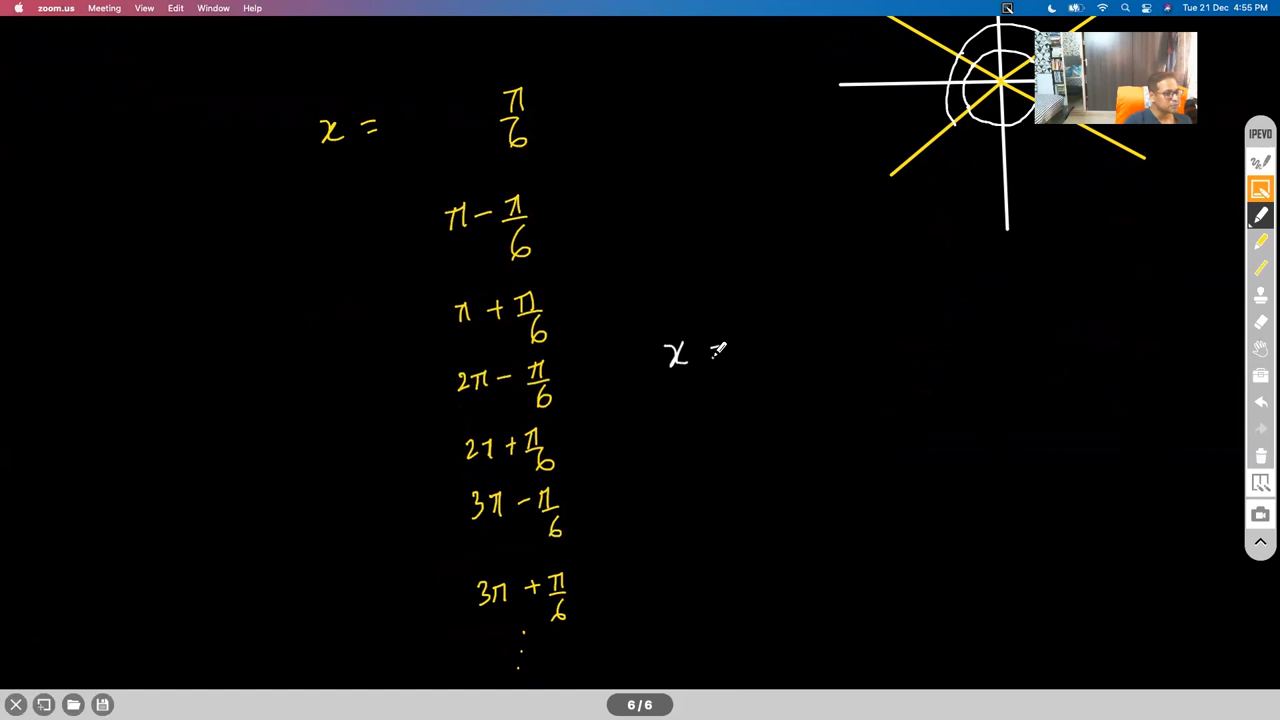 zoom.us Meeting View Edit Window Help Tue 21 Dec 4:55 PM
x = π/6
π - π/6
π + π/6
2π - π/6
2π + π/6
3π - π/6
3π + π/6
⋮
x =
IPEVO
6 / 6